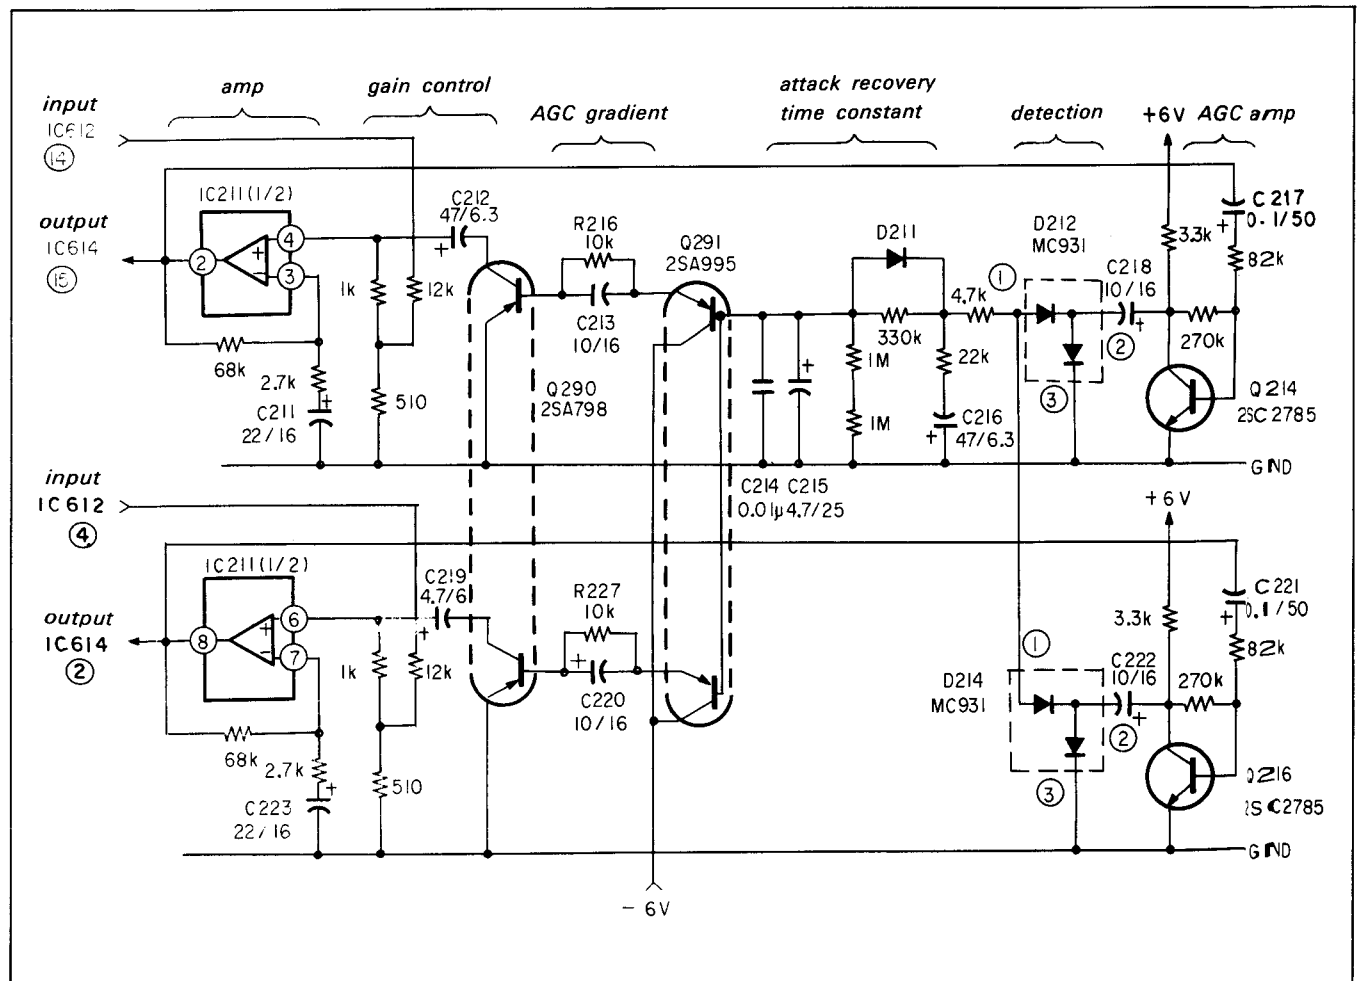 input
IC612
14
amp
gain control
AGC gradient
attack recovery
time constant
detection
+6V
AGC amp
output
IC614
15
IC211(1/2)
2
4
3
+
−
68k
2.7k
+
C211
22/16
1k
12k
510
C212
47/6.3
+
R216
10k
C213
10/16
Q290
2SA798
Q291
2SA995
D211
330k
1M
1M
4.7k
22k
C216
47/6.3
+
C214
0.01μ
C215
4.7/25
+
1
D212
MC931
3
2
C218
10/16
+
3.3k
270k
C217
0.1/50
+
82k
Q214
2SC2785
GND
input
IC612
4
output
IC614
2
IC211(1/2)
8
6
7
+
−
68k
2.7k
+
C223
22/16
1k
12k
510
C219
4.7/6
+
R227
10k
+
C220
10/16
− 6V
1
D214
MC931
3
2
C222
10/16
+
+6V
3.3k
270k
C221
0.1/50
+
82k
Q216
2SC2785
GND